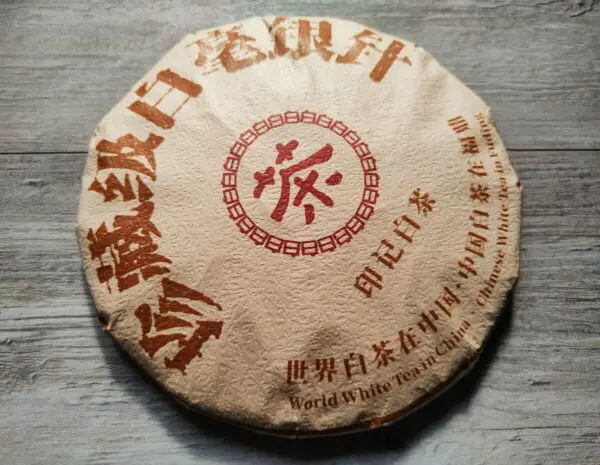 珍藏级白毫银针
茶
印记白茶
世界白茶在中国·中国白茶在福鼎
World White Tea in China · Chinese White Tea in Fuding